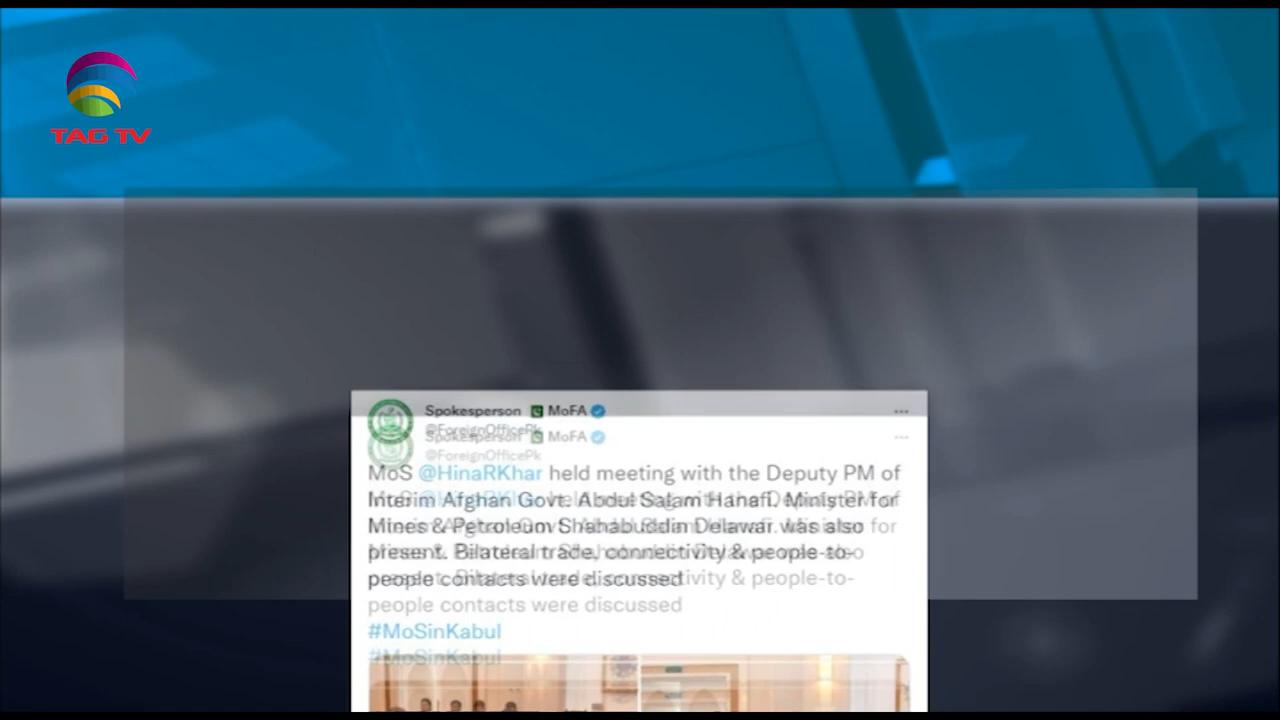 TAG TV
Spokesperson MoFA
@ForeignOfficePk
MoS @HinaRKhar held meeting with the Deputy PM of
Interim Afghan Govt. Abdul Salam Hanafi. Minister for
Mines & Petroleum Shahabuddin Delawar was also
present. Bilateral trade, connectivity & people-to-
people contacts were discussed
#MoSinKabul